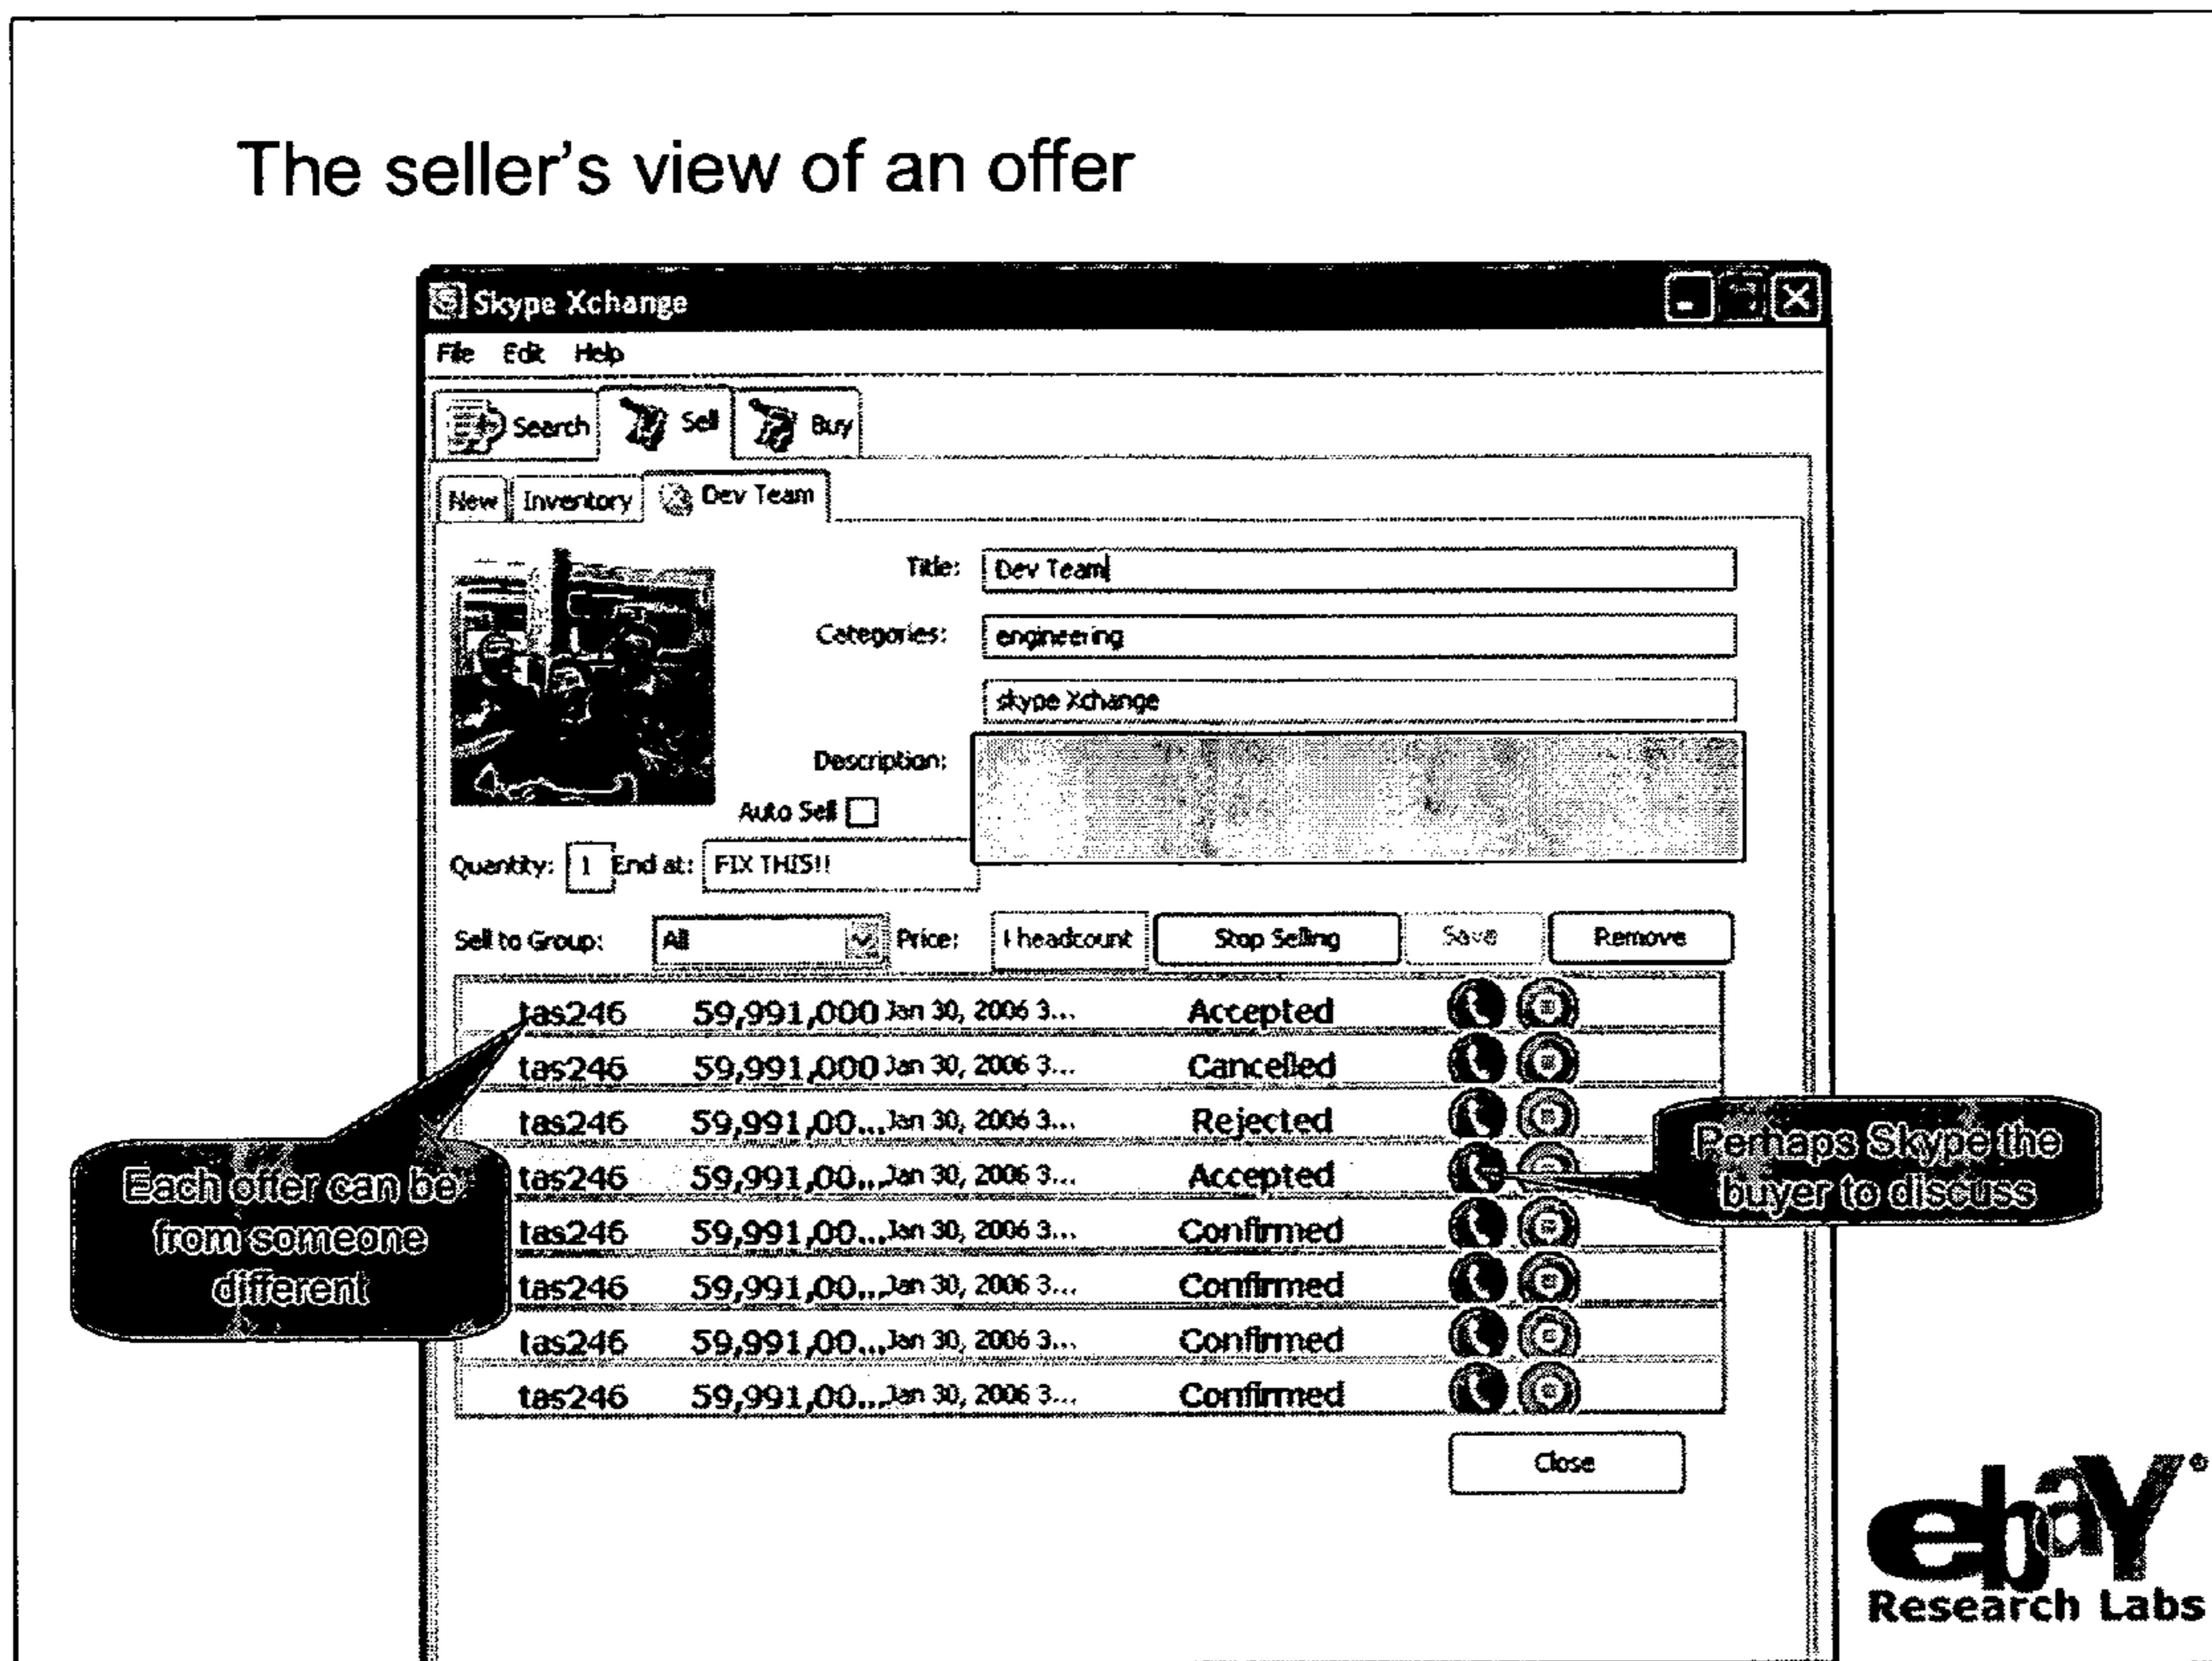 The seller's view of an offer
Skype Xchange
File Edit Help
Search Sell Buy
New Inventory Dev Team
Title: Dev Team
Categories: engineering
skype Xchange
Description:
Auto Sell
Quantity: 1 End at: FIX THIS!!
Sell to Group: All Price: headcount Stop Selling Save Remove
tas246 59,991,000 Jan 30, 2006 3... Accepted
tas246 59,991,000 Jan 30, 2006 3... Cancelled
tas246 59,991,00... Jan 30, 2006 3... Rejected
tas246 59,991,00... Jan 30, 2006 3... Accepted
tas246 59,991,00... Jan 30, 2006 3... Confirmed
tas246 59,991,00... Jan 30, 2006 3... Confirmed
tas246 59,991,00... Jan 30, 2006 3... Confirmed
tas246 59,991,00... Jan 30, 2006 3... Confirmed
Each offer can be
from someone
different
Perhaps Skype the
buyer to discuss
Close
ebaY®
Research Labs